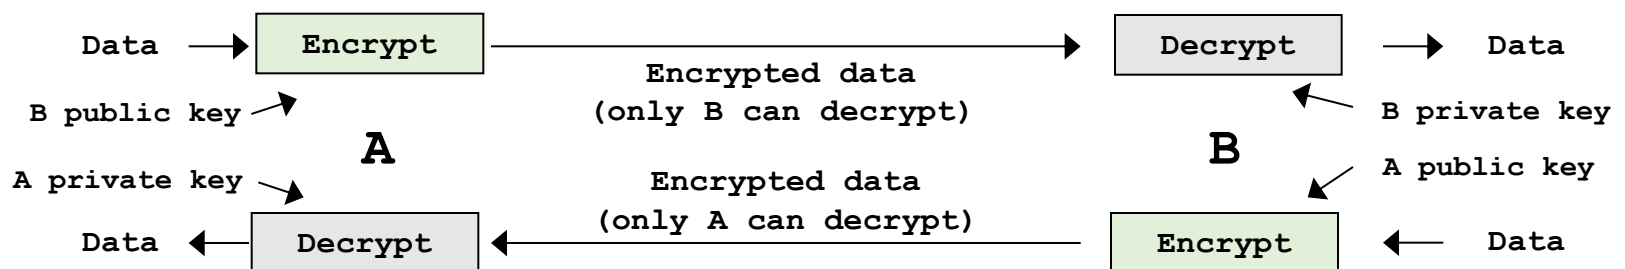 Data Encrypt Decrypt Data
Encrypted data
(only B can decrypt)
B public key B private key
A B
A private key A public key
Encrypted data
(only A can decrypt)
Data Decrypt Encrypt Data